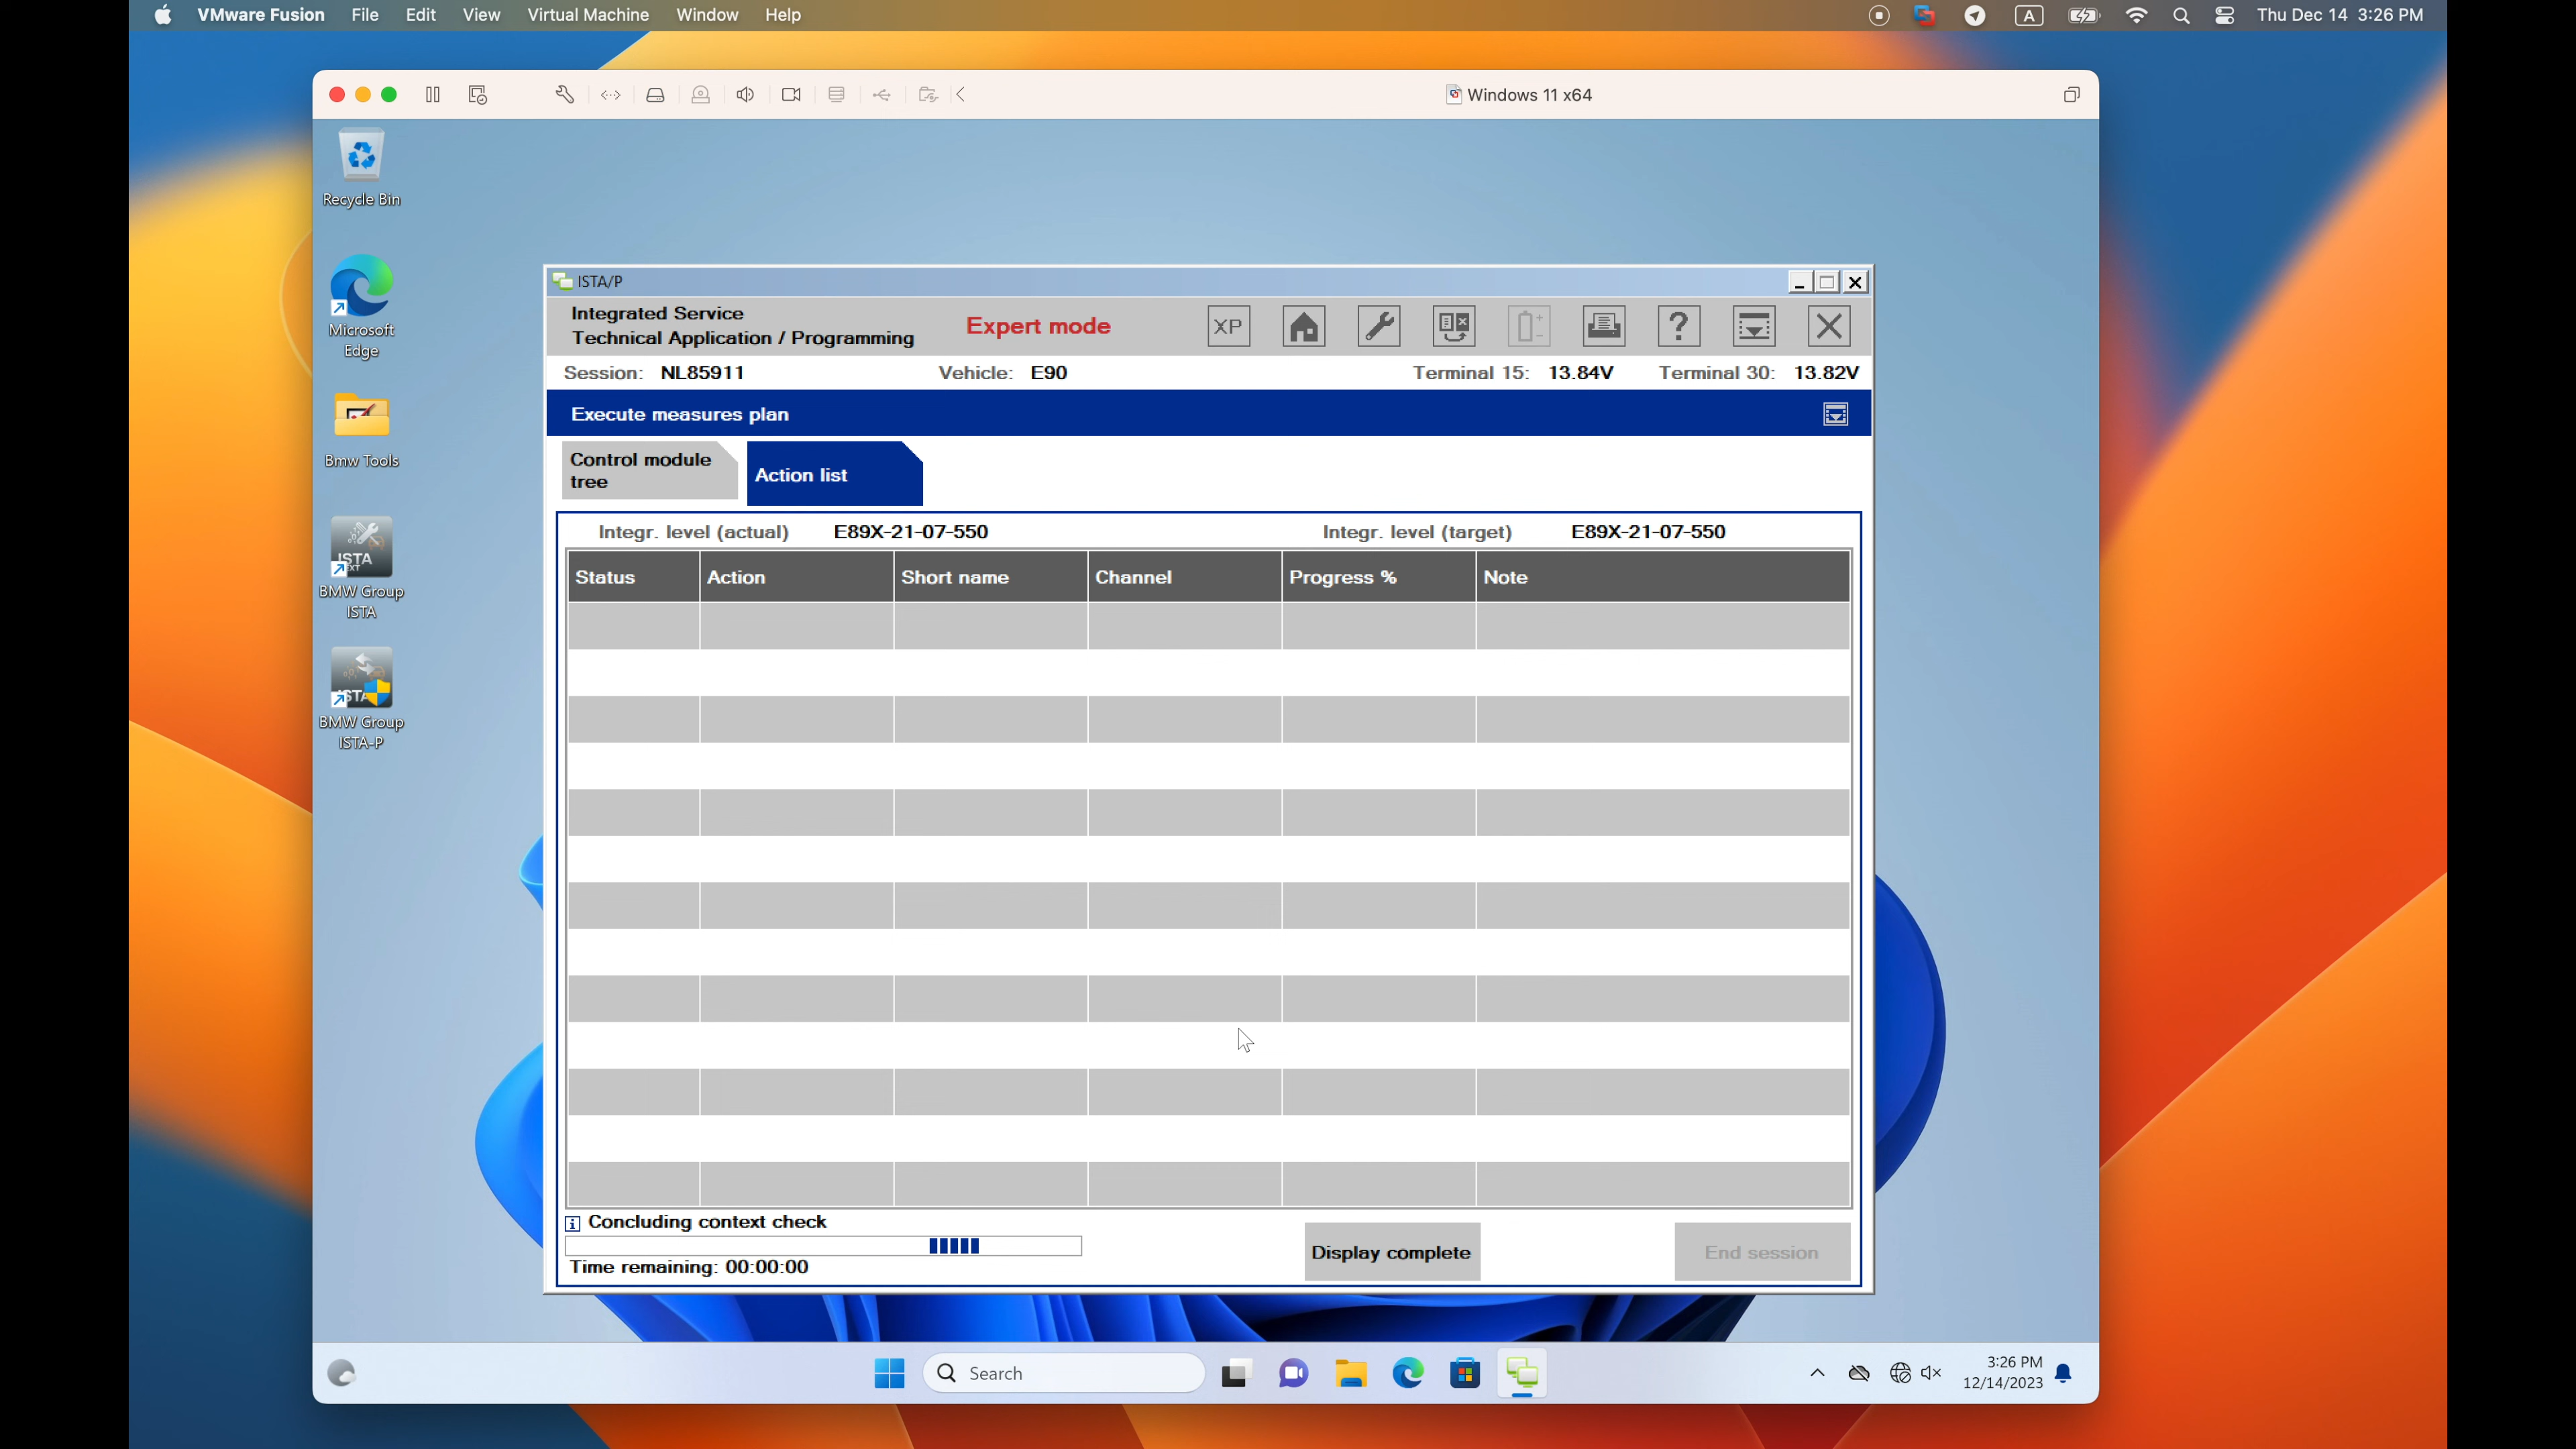 VMware Fusion File Edit View Virtual Machine Window Help
A
Thu Dec 14 3:26 PM
Windows 11 x64
Recycle Bin
Microsoft
Edge
Bmw Tools
ISTA
BMW Group
ISTA
ISTA
BMW Group
ISTA-P
ISTA/P
Integrated Service
Technical Application / Programming
Expert mode
XP
?
Session: NL85911
Vehicle: E90
Terminal 15: 13.84V
Terminal 30: 13.82V
Execute measures plan
Control module
tree
Action list
Integr. level (actual) E89X-21-07-550
Integr. level (target) E89X-21-07-550
Status Action Short name Channel Progress % Note
i Concluding context check
Time remaining: 00:00:00
Display complete
End session
Search
3:26 PM
12/14/2023